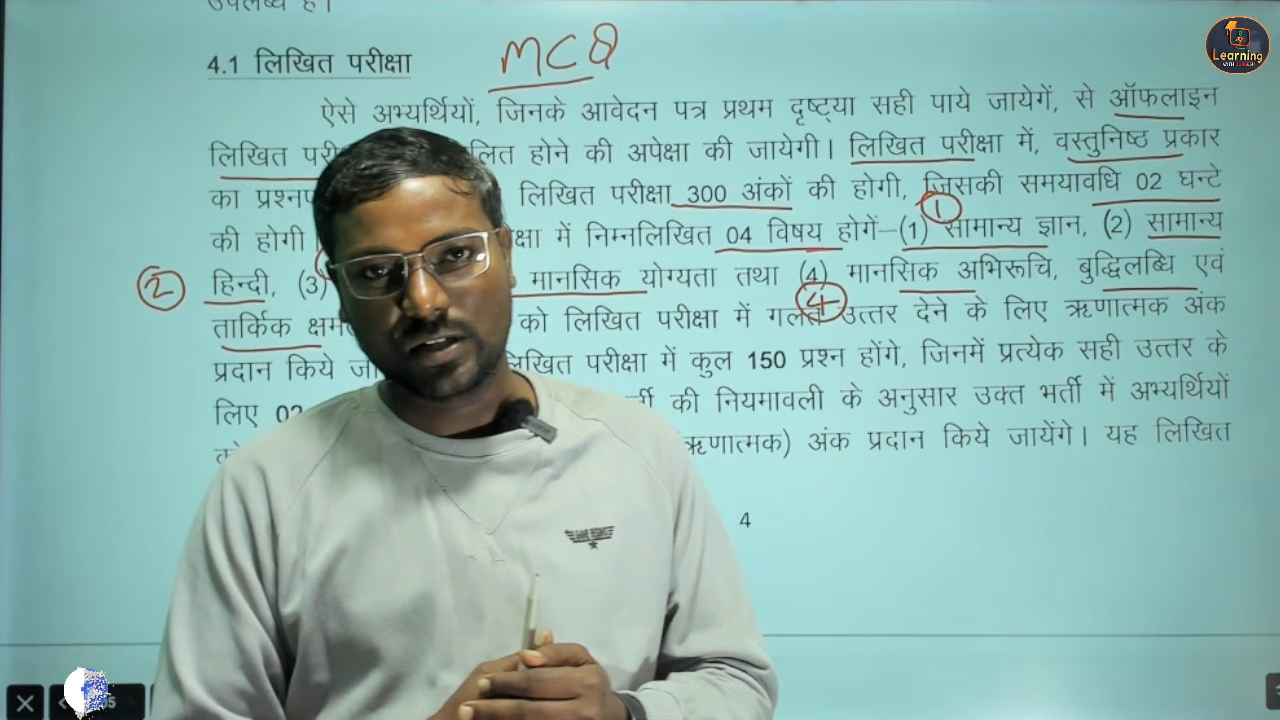 उपलब्ध है।
4.1 लिखित परीक्षा
MCQ
ऐसे अभ्यर्थियों, जिनके आवेदन पत्र प्रथम दृष्ट्या सही पाये जायेगें, से ऑफलाइन
लिखित परी लित होने की अपेक्षा की जायेगी। लिखित परीक्षा में, वस्तुनिष्ठ प्रकार
का प्रश्नप लिखित परीक्षा 300 अंकों की होगी, जिसकी समयावधि 02 घन्टे
1
की होगी क्षा में निम्नलिखित 04 विषय होगें–(1) सामान्य ज्ञान, (2) सामान्य
2
हिन्दी, (3) मानसिक योग्यता तथा (4) मानसिक अभिरूचि, बुद्धिलब्धि एवं
4
तार्किक क्षम को लिखित परीक्षा में गलत उत्तर देने के लिए ऋणात्मक अंक
प्रदान किये जा लिखित परीक्षा में कुल 150 प्रश्न होंगे, जिनमें प्रत्येक सही उत्तर के
लिए 02 र्ती की नियमावली के अनुसार उक्त भर्ती में अभ्यर्थियों
ऋणात्मक) अंक प्रदान किये जायेंगे। यह लिखित
4
Learning